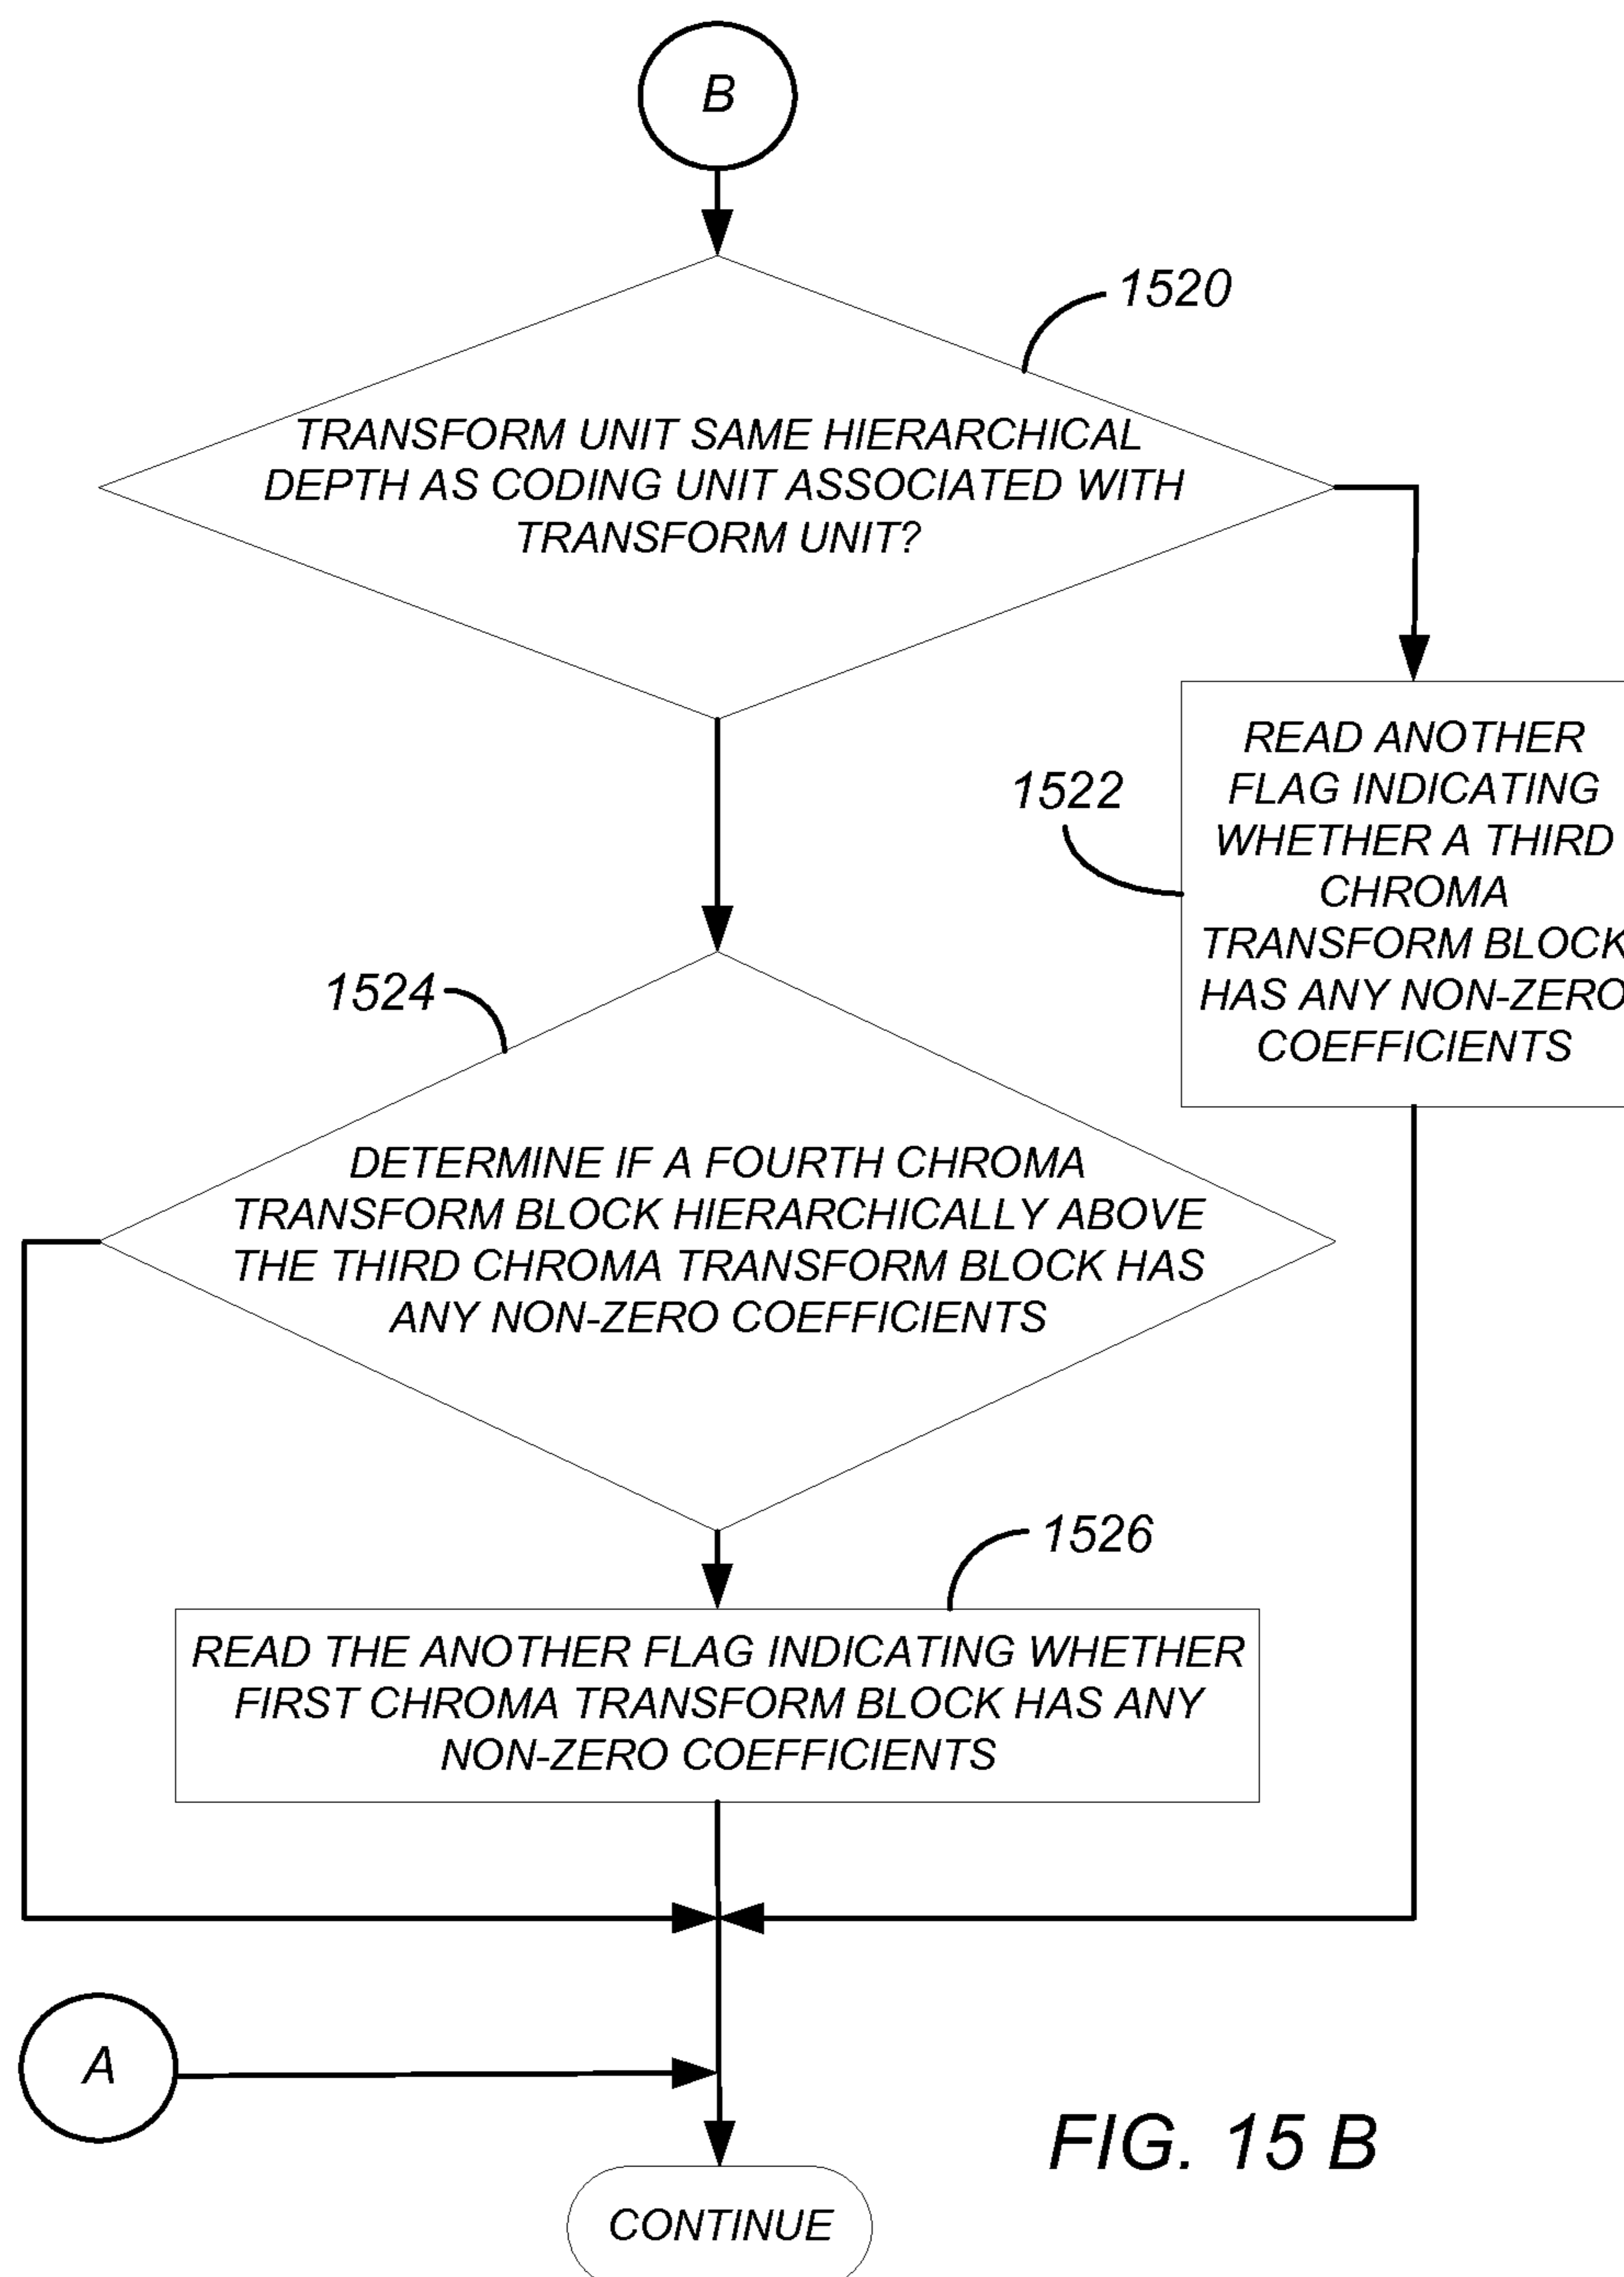 B
1520
TRANSFORM UNIT SAME HIERARCHICAL
DEPTH AS CODING UNIT ASSOCIATED WITH
TRANSFORM UNIT?
1522
READ ANOTHER
FLAG INDICATING
WHETHER A THIRD
CHROMA
TRANSFORM BLOCK
HAS ANY NON-ZERO
COEFFICIENTS
1524
DETERMINE IF A FOURTH CHROMA
TRANSFORM BLOCK HIERARCHICALLY ABOVE
THE THIRD CHROMA TRANSFORM BLOCK HAS
ANY NON-ZERO COEFFICIENTS
1526
READ THE ANOTHER FLAG INDICATING WHETHER
FIRST CHROMA TRANSFORM BLOCK HAS ANY
NON-ZERO COEFFICIENTS
A
CONTINUE
FIG. 15 B